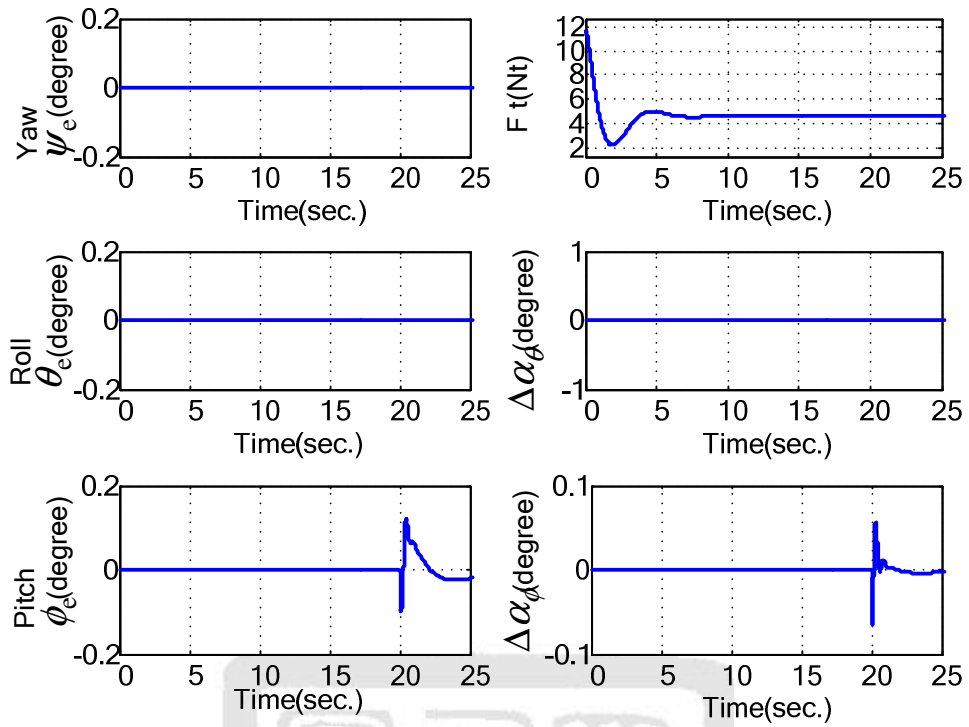 Yaw
ψe(degree)
0.2
0
-0.2
0 5 10 15 20 25
Time(sec.)
F t(Nt)
12
10
8
6
4
2
0 5 10 15 20 25
Time(sec.)
Roll
θe(degree)
0.2
0
-0.2
0 5 10 15 20 25
Time(sec.)
Δαθ(degree)
1
0
-1
0 5 10 15 20 25
Time(sec.)
Pitch
ϕe(degree)
0.2
0
-0.2
0 5 10 15 20 25
Time(sec.)
Δαϕ(degree)
0.1
0
-0.1
0 5 10 15 20 25
Time(sec.)